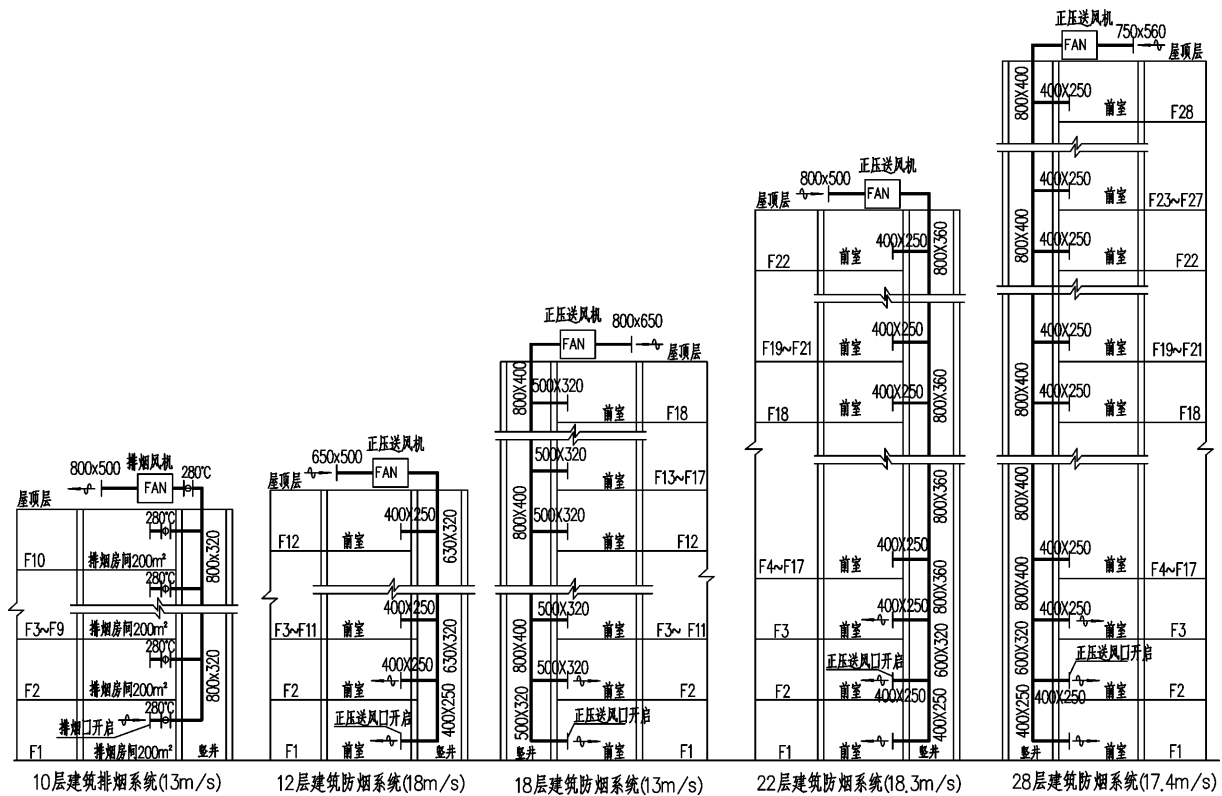 排烟风机
800x500
FAN
280℃
屋顶层
280℃
800X320
F10
排烟房间200m²
280℃
F3~F9
排烟房间200m²
280℃
800X320
F2
排烟房间200m²
280℃
排烟口开启
F1
排烟房间200m²
竖井
10层建筑排烟系统(13m/s)
正压送风机
650x500
FAN
屋顶层
400X250
630X320
F12
前室
400X250
F3~F11
前室
630X320
400X250
F2
前室
400X250
正压送风口开启
F1
前室
竖井
12层建筑防烟系统(18m/s)
正压送风机
800x650
FAN
屋顶层
800X400
500X320
前室
F18
500X320
前室
F13~F17
800X400
500X320
前室
F12
500X320
前室
F3~ F11
800X400
500X320
前室
F2
500X320
正压送风口开启
竖井
前室
F1
18层建筑防烟系统(13m/s)
正压送风机
800x500
FAN
屋顶层
400X250
800X360
F22
前室
400X250
F19~F21
前室
800X360
400X250
F18
前室
800X360
400X250
F4~F17
前室
800X360
400X250
F3
前室
600X320
正压送风口开启
F2
前室
400X250
400X250
F1
前室
竖井
22层建筑防烟系统(18.3m/s)
正压送风机
750x560
FAN
屋顶层
800X400
400X250
前室
F28
400X250
前室
F23~F27
800X400
400X250
前室
F22
400X250
前室
F19~F21
800X400
400X250
前室
F18
800X400
400X250
前室
F4~F17
800X400
400X250
前室
F3
600X320
正压送风口开启
400X250
前室
F2
400X250
竖井
前室
F1
28层建筑防烟系统(17.4m/s)